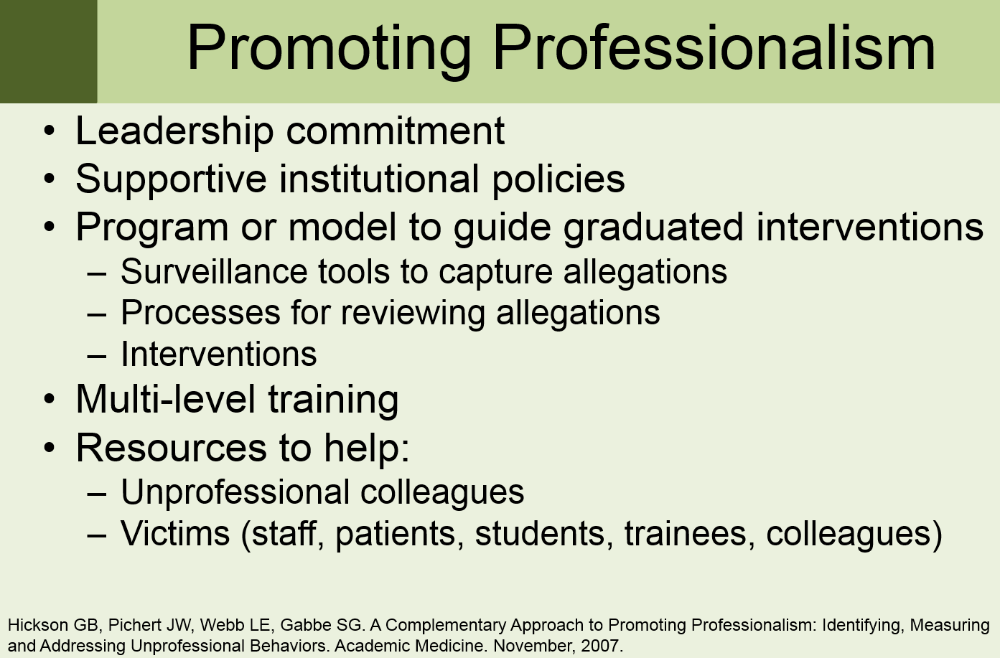 Promoting Professionalism
• Leadership commitment
• Supportive institutional policies
• Program or model to guide graduated interventions
– Surveillance tools to capture allegations
– Processes for reviewing allegations
– Interventions
• Multi-level training
• Resources to help:
– Unprofessional colleagues
– Victims (staff, patients, students, trainees, colleagues)
Hickson GB, Pichert JW, Webb LE, Gabbe SG. A Complementary Approach to Promoting Professionalism: Identifying, Measuring
and Addressing Unprofessional Behaviors. Academic Medicine. November, 2007.